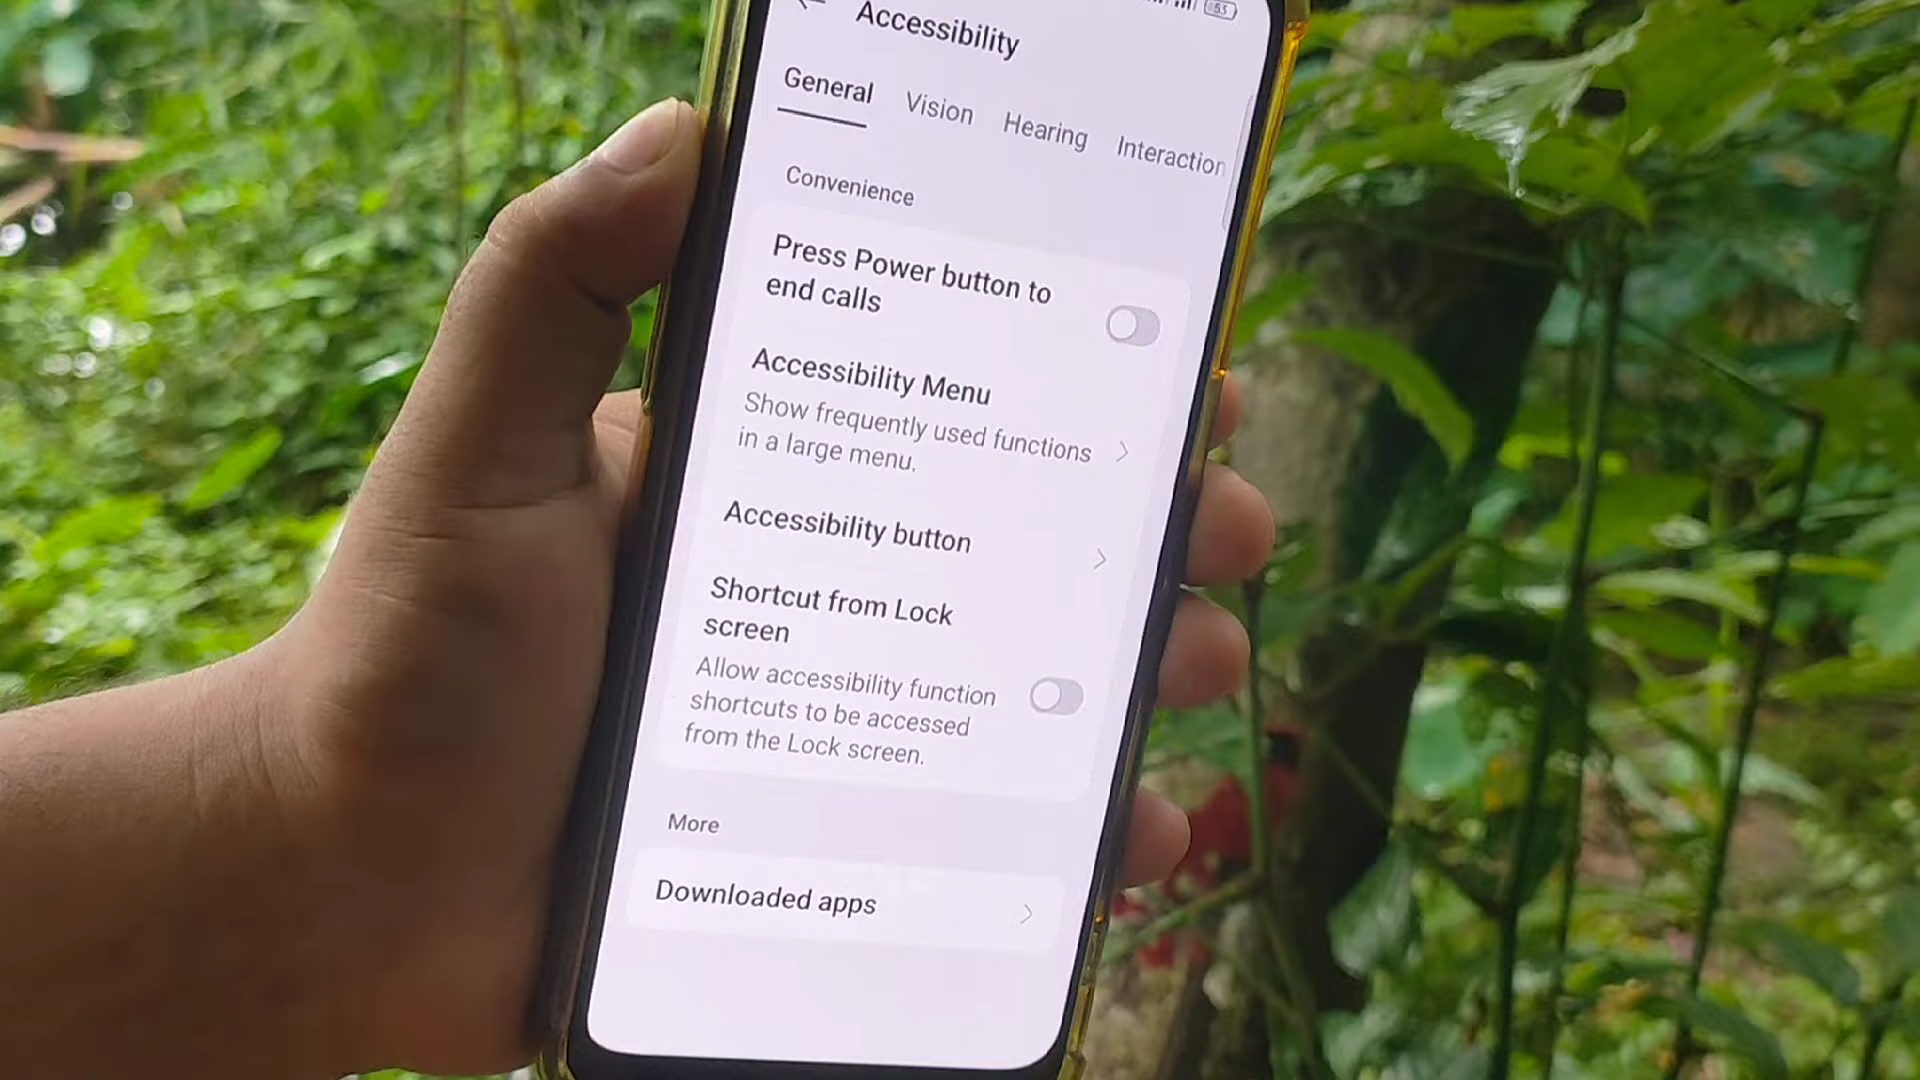 53
Accessibility
General Vision Hearing Interaction
Convenience
Press Power button to
end calls
Accessibility Menu
Show frequently used functions
in a large menu.
Accessibility button
Shortcut from Lock
screen
Allow accessibility function
shortcuts to be accessed
from the Lock screen.
More
Downloaded apps